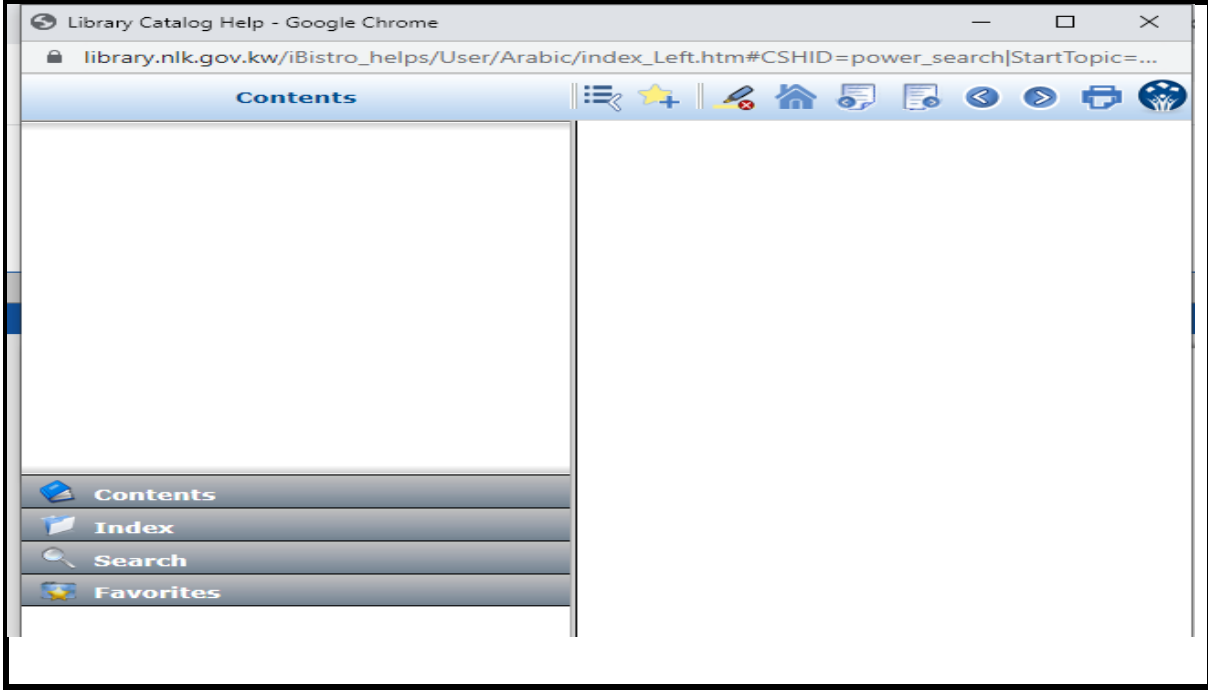 Library Catalog Help - Google Chrome
library.nlk.gov.kw/iBistro_helps/User/Arabic/index_Left.htm#CSHID=power_search|StartTopic=...
Contents
Contents
Index
Search
Favorites